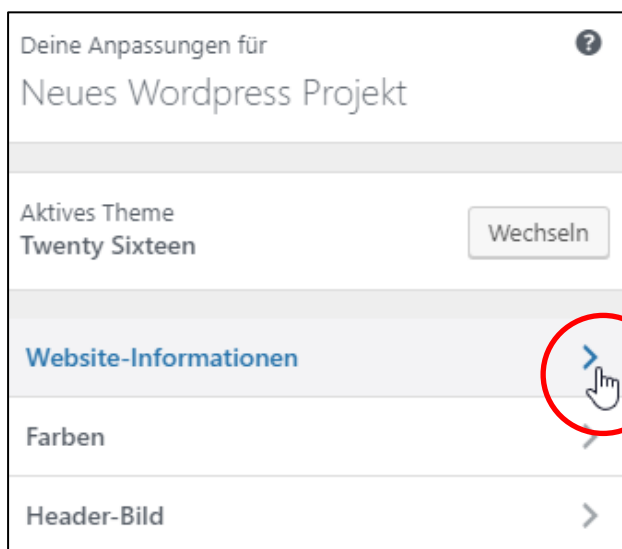 Deine Anpassungen für
Neues Wordpress Projekt
Aktives Theme
Twenty Sixteen
Wechseln
Website-Informationen
Farben
Header-Bild